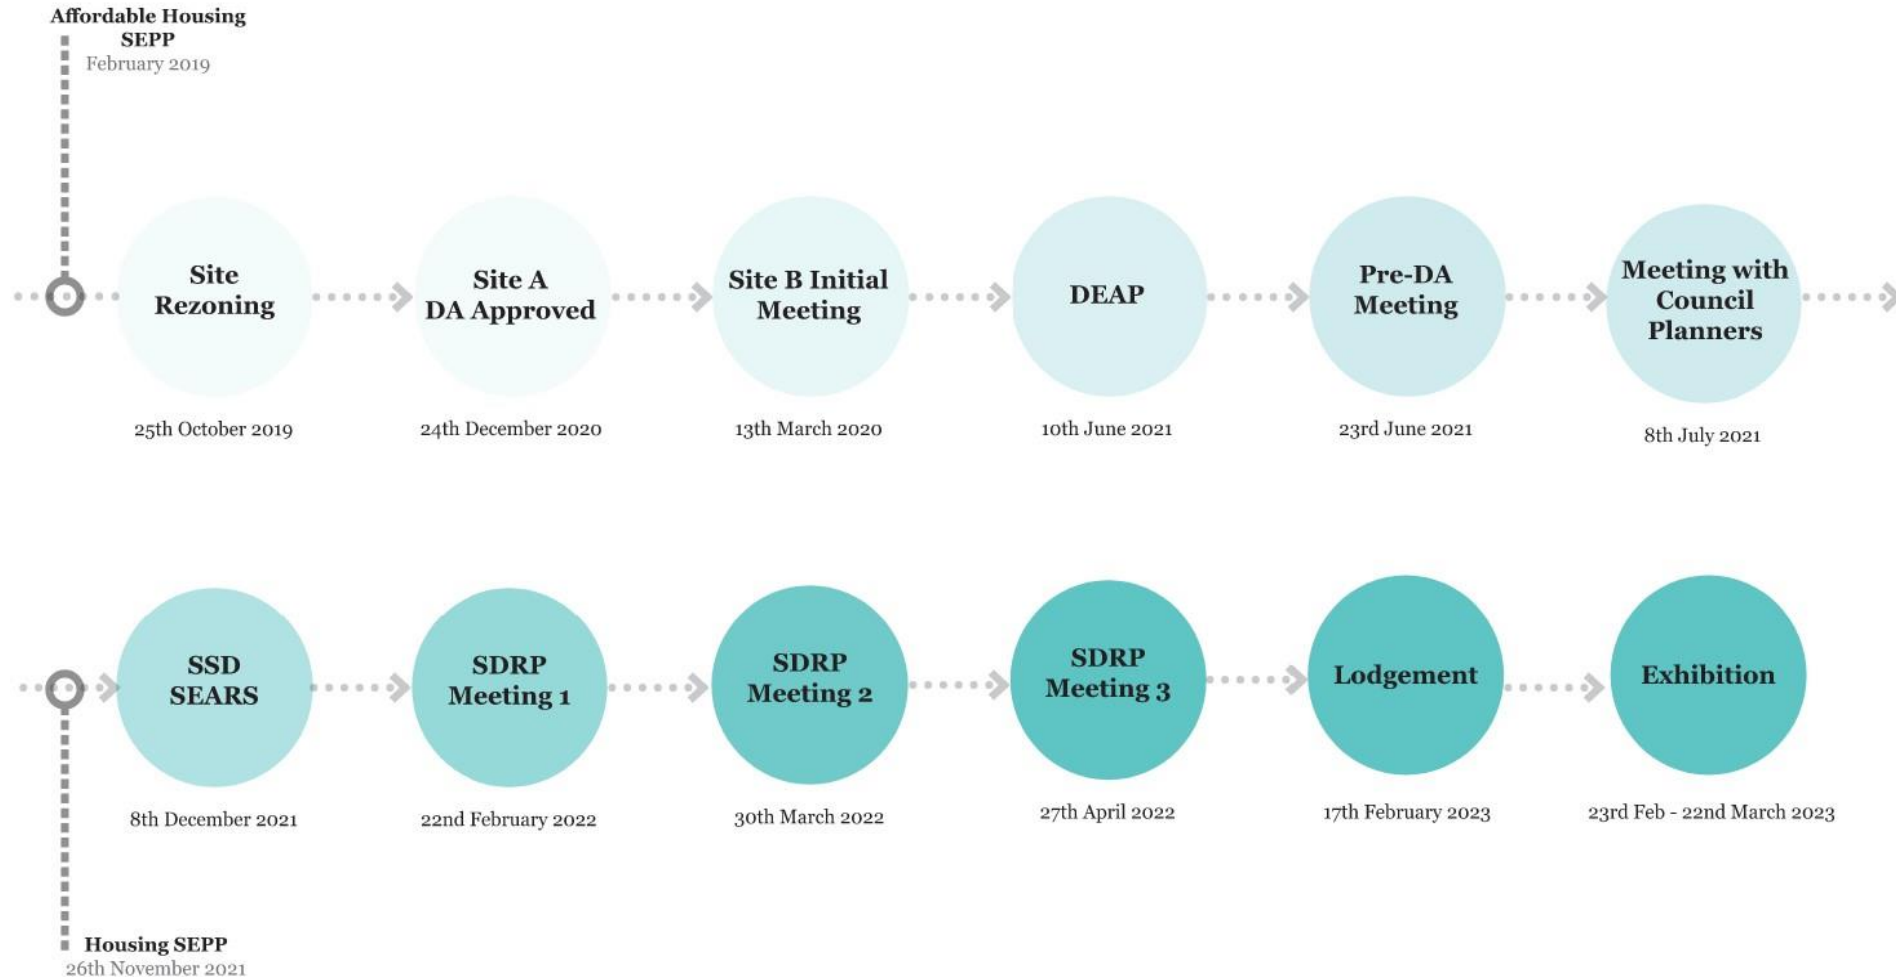 Affordable Housing
SEPP
February 2019
Site
Rezoning
25th October 2019
Site A
DA Approved
24th December 2020
Site B Initial
Meeting
13th March 2020
DEAP
10th June 2021
Pre-DA
Meeting
23rd June 2021
Meeting with
Council
Planners
8th July 2021
SSD
SEARS
8th December 2021
SDRP
Meeting 1
22nd February 2022
SDRP
Meeting 2
30th March 2022
SDRP
Meeting 3
27th April 2022
Lodgement
17th February 2023
Exhibition
23rd Feb - 22nd March 2023
Housing SEPP
26th November 2021